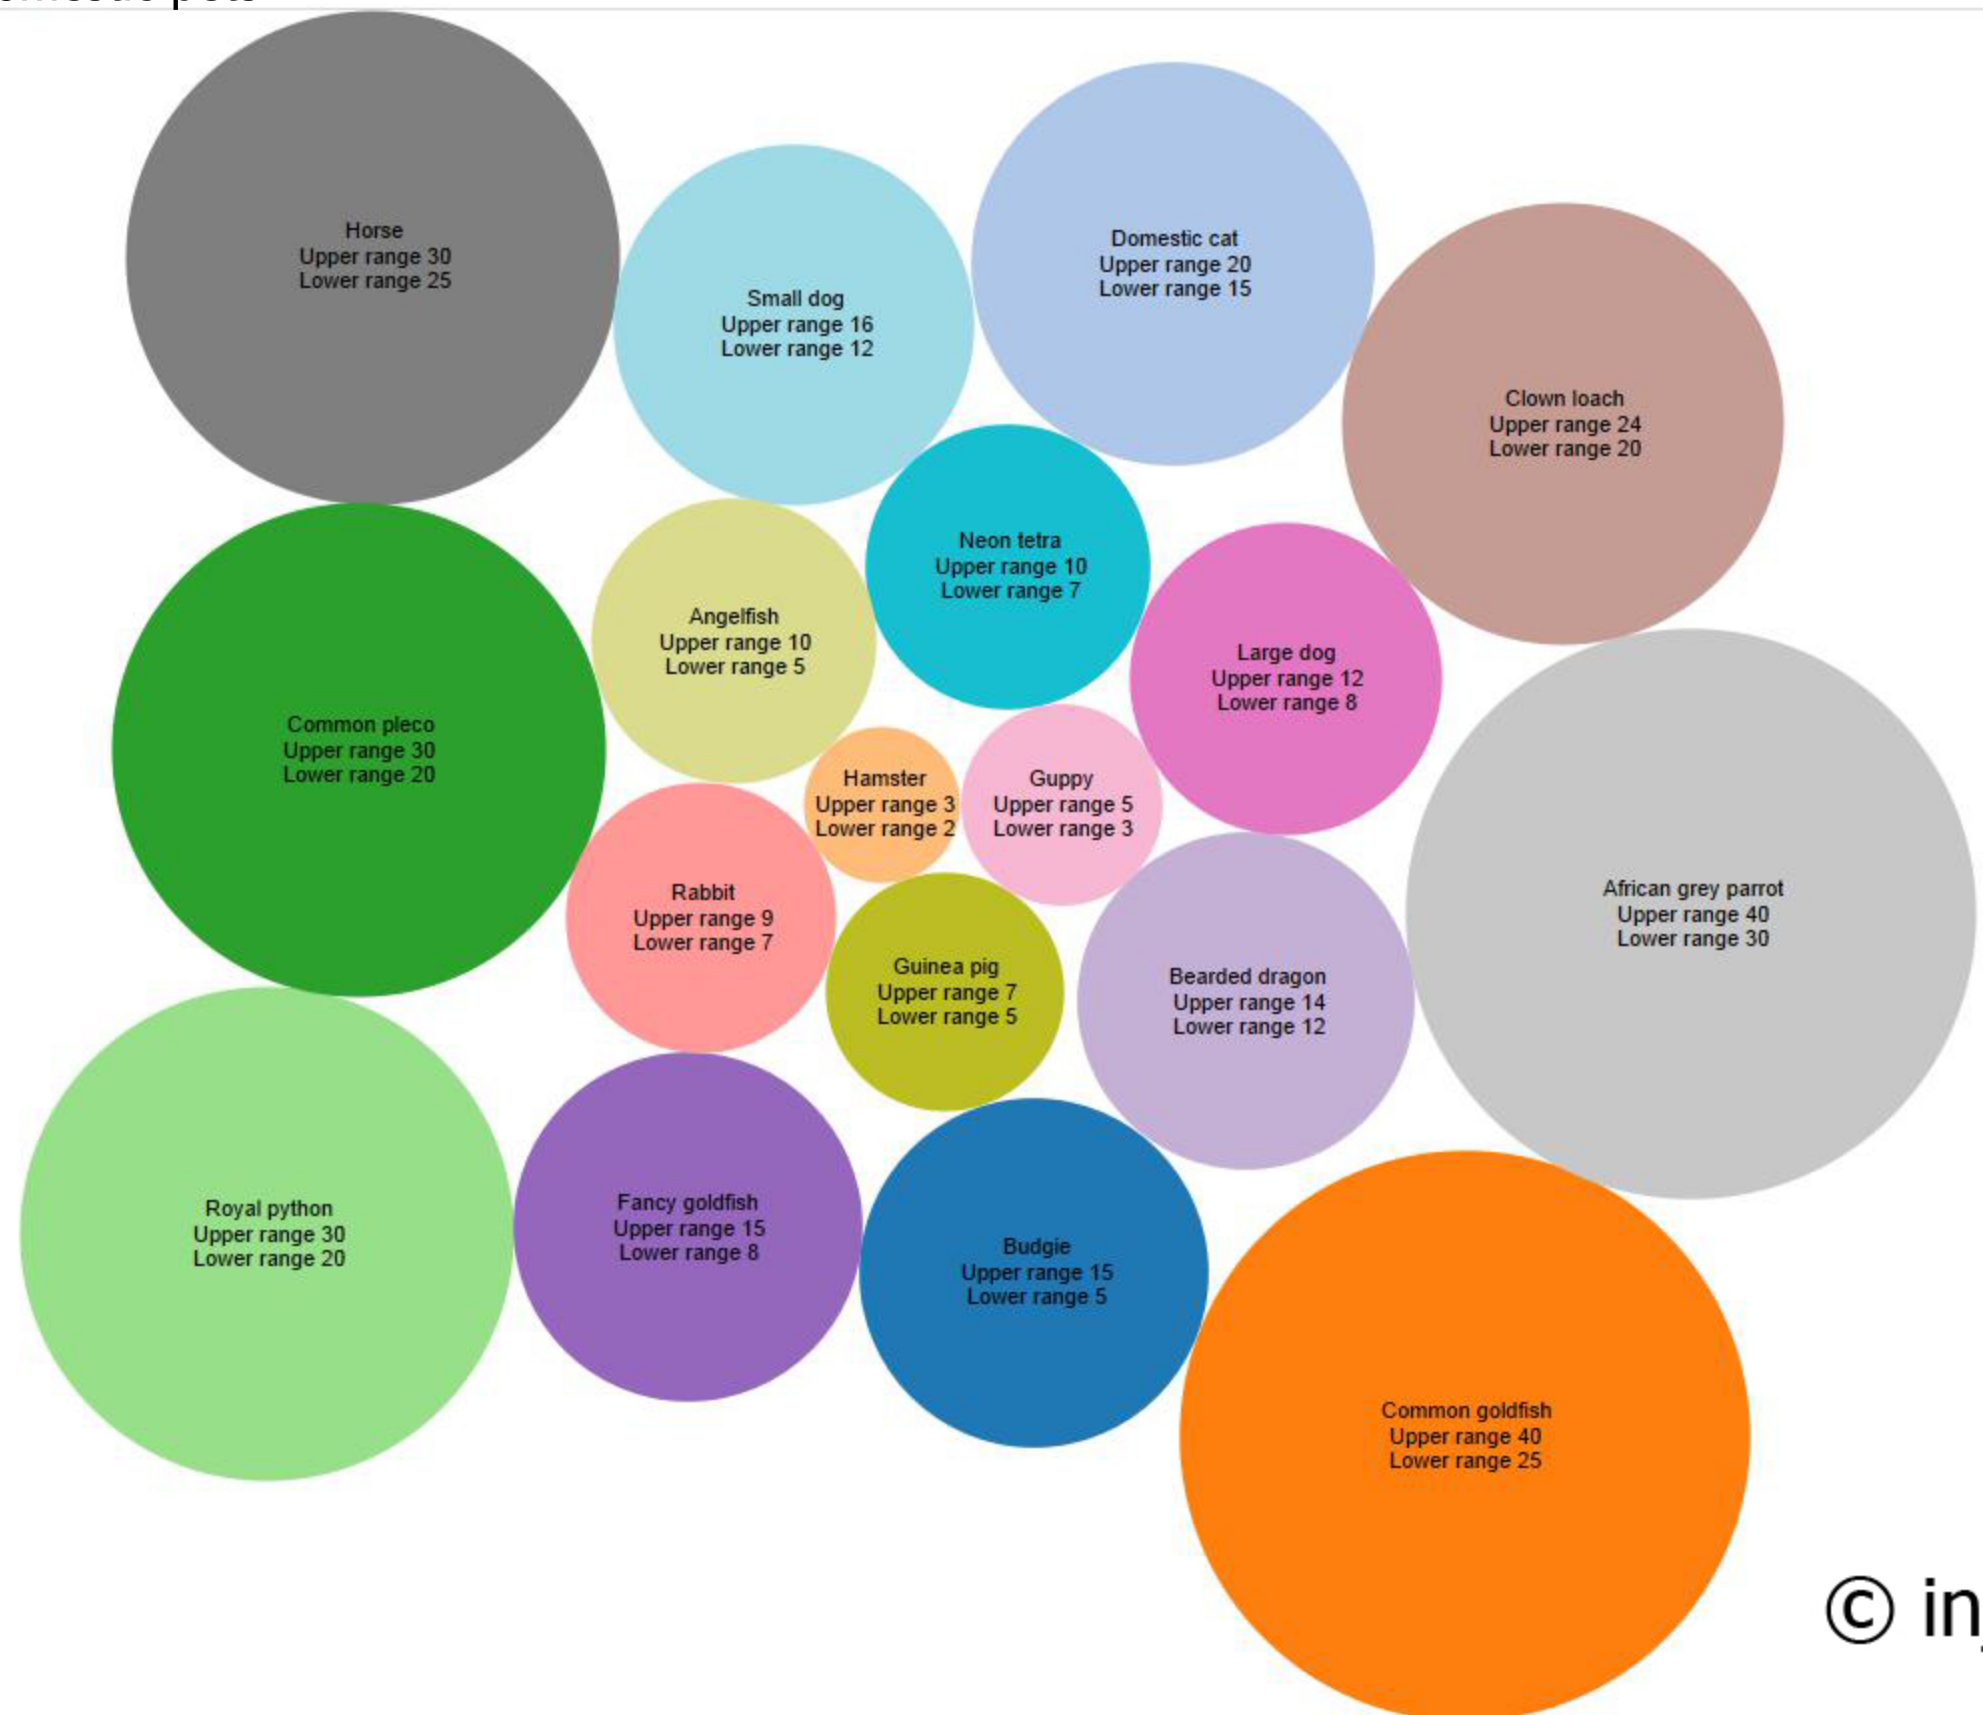 pets
Horse
Upper range 30
Lower range 25
Small dog
Upper range 16
Lower range 12
Domestic cat
Upper range 20
Lower range 15
Clown loach
Upper range 24
Lower range 20
Neon tetra
Upper range 10
Lower range 7
Angelfish
Upper range 10
Lower range 5
Large dog
Upper range 12
Lower range 8
Common pleco
Upper range 30
Lower range 20
Hamster
Upper range 3
Lower range 2
Guppy
Upper range 5
Lower range 3
Rabbit
Upper range 9
Lower range 7
African grey parrot
Upper range 40
Lower range 30
Guinea pig
Upper range 7
Lower range 5
Bearded dragon
Upper range 14
Lower range 12
Royal python
Upper range 30
Lower range 20
Fancy goldfish
Upper range 15
Lower range 8
Budgie
Upper range 15
Lower range 5
Common goldfish
Upper range 40
Lower range 25
© in